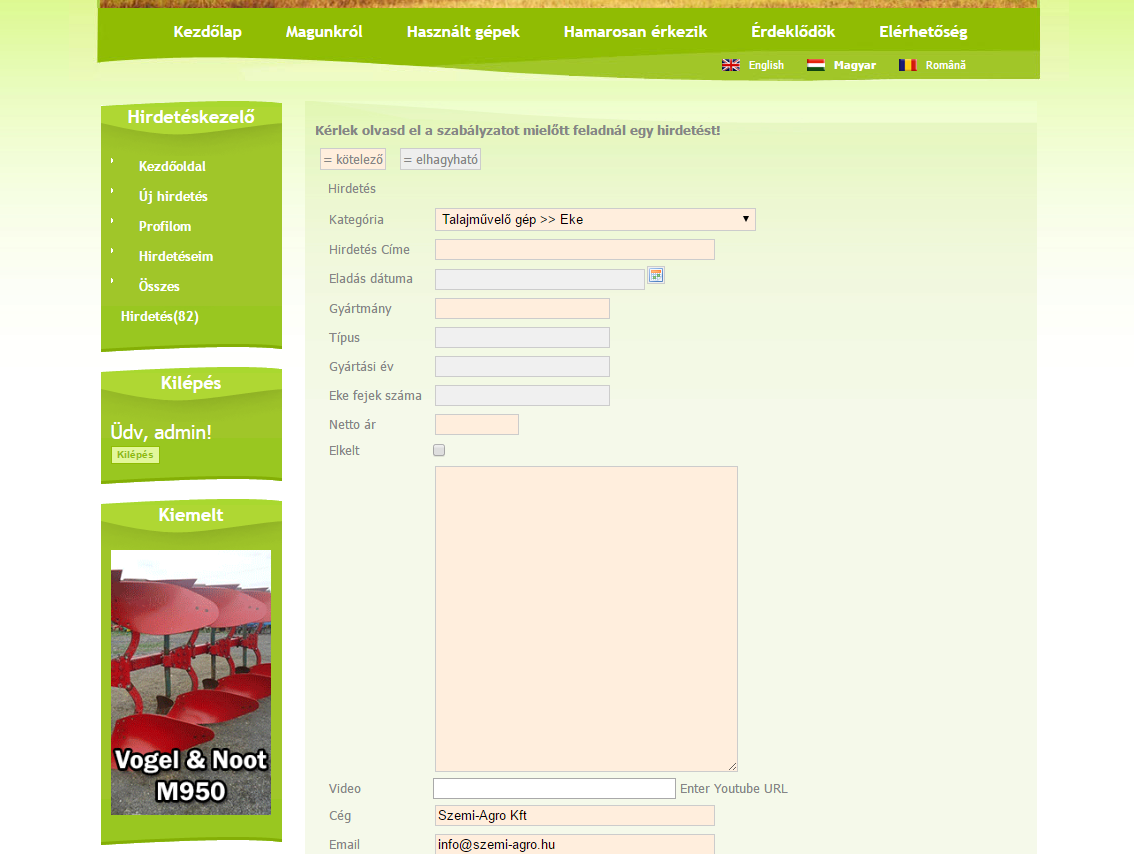 Kezdőlap Magunkról Használt gépek Hamarosan érkezik Érdeklődők Elérhetőség
English Magyar Română
Hirdetéskezelő
Kezdőoldal
Új hirdetés
Profilom
Hirdetéseim
Összes
Hirdetés(82)
Kilépés
Üdv, admin!
Kilépés
Kiemelt
Vogel & Noot
M950
Kérlek olvasd el a szabályzatot mielőtt feladnál egy hirdetést!
= kötelező = elhagyható
Hirdetés
Kategória Talajművelő gép >> Eke
Hirdetés Címe
Eladás dátuma
Gyártmány
Típus
Gyártási év
Eke fejek száma
Netto ár
Elkelt
Video Enter Youtube URL
Cég Szemi-Agro Kft
Email info@szemi-agro.hu